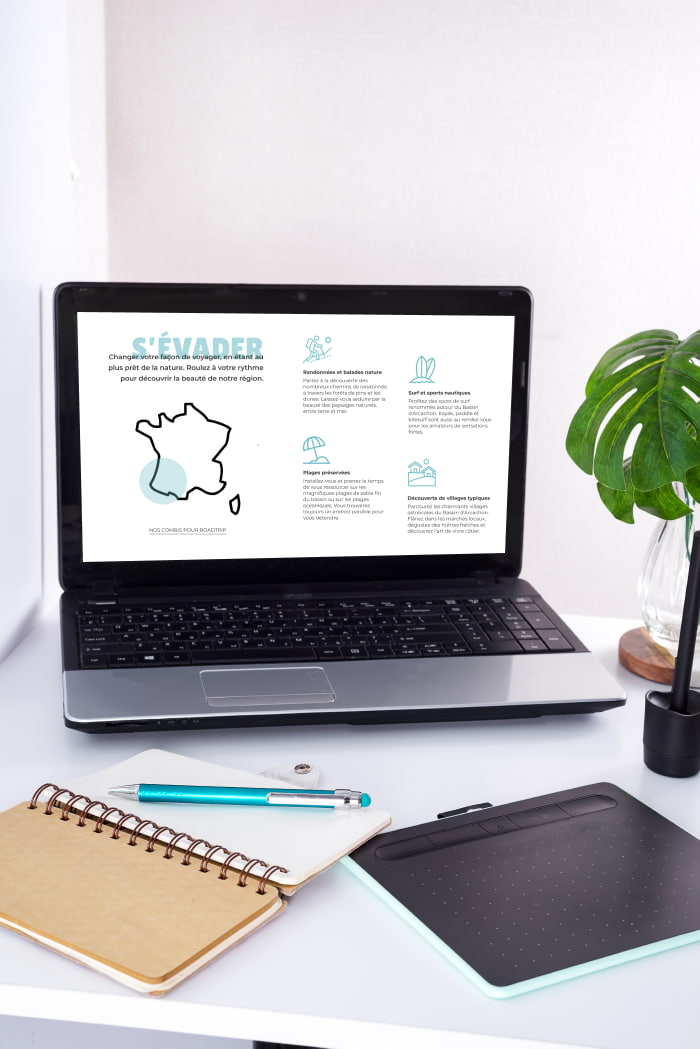 S'ÉVADER
Changer votre façon de voyager, en étant au
plus prêt de la nature. Roulez à votre rythme
pour découvrir la beauté de notre région.
NOS COMBIS POUR ROADTRIP
Randonnées et balades nature
Partez à la découverte des
nombreux chemins de randonnée
à travers les forêts de pins et les
dunes. Laissez-vous séduire par la
beauté des paysages naturels,
entre terre et mer.
Surf et sports nautiques
Profitez des spots de surf
renommés autour du Bassin
d'Arcachon. Kayak, paddle et
kitesurf sont aussi au rendez-vous
pour les amateurs de sensations
fortes.
Plages préservées
Installez-vous et prenez le temps
de vous ressourcer sur les
magnifiques plages de sable fin
du bassin ou sur les plages
océaniques. Vous trouverez
toujours un endroit paisible pour
vous détendre.
Découverte de villages typiques
Parcourez les charmants villages
ostréicoles du Bassin d'Arcachon.
Flânez dans les marchés locaux,
dégustez des huîtres fraîches et
découvrez l'art de vivre côtier.